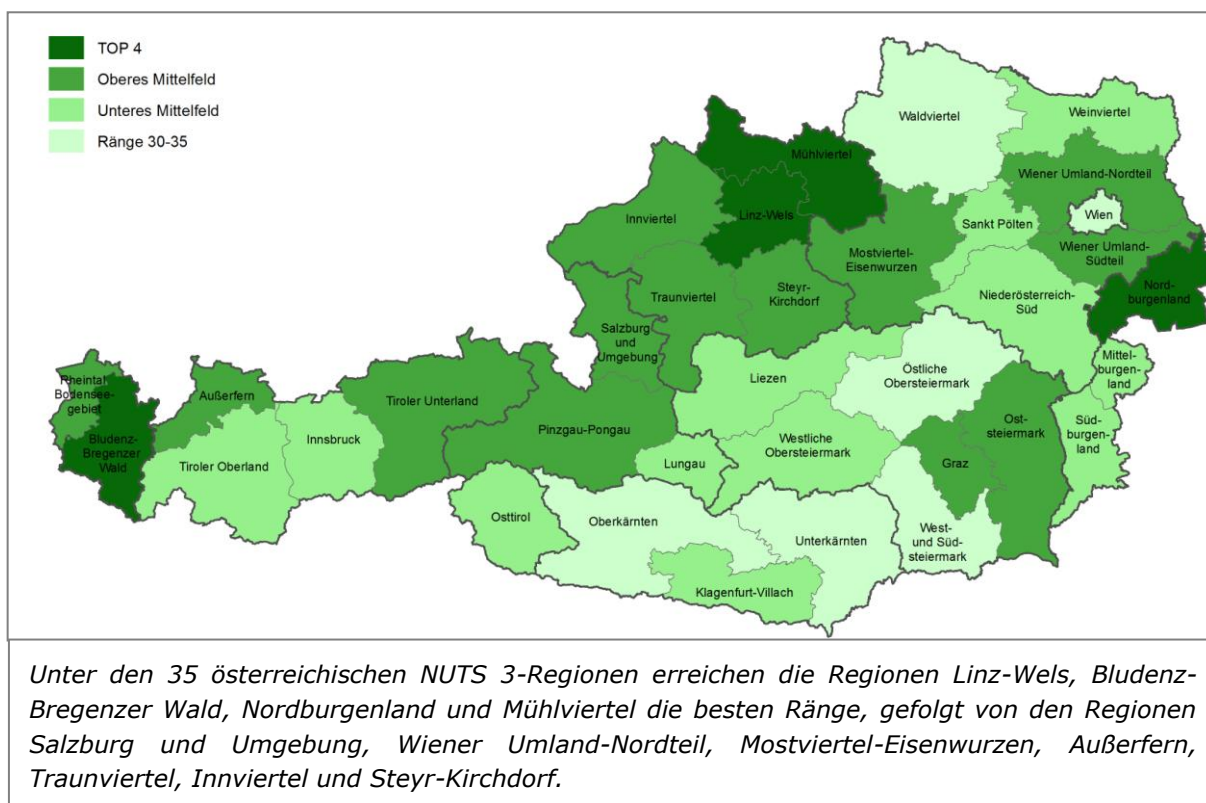 TOP 4
Oberes Mittelfeld
Unteres Mittelfeld
Ränge 30-35
Waldviertel
Weinviertel
Mühlviertel
Wiener Umland-Nordteil
Innviertel
Linz-Wels
Wien
Sankt Pölten
Mostviertel-
Eisenwurzen
Wiener Umland-
Südteil
Nord-
burgenland
Traunviertel
Steyr-
Kirchdorf
Niederösterreich-
Süd
Salzburg
und
Umgebung
Mittel-
burgen-
land
Liezen
Östliche
Obersteiermark
Rheintal-
Bodensee-
gebiet
Außerfern
Tiroler Unterland
Ost-
steiermark
Süd-
burgen-
land
Bludenz-
Bregenzer
Wald
Innsbruck
Pinzgau-Pongau
Westliche
Obersteiermark
Tiroler Oberland
Lungau
Graz
Osttirol
Oberkärnten
Unterkärnten
West-
und Süd-
steiermark
Klagenfurt-Villach
Unter den 35 österreichischen NUTS 3-Regionen erreichen die Regionen Linz-Wels, Bludenz-
Bregenzer Wald, Nordburgenland und Mühlviertel die besten Ränge, gefolgt von den Regionen
Salzburg und Umgebung, Wiener Umland-Nordteil, Mostviertel-Eisenwurzen, Außerfern,
Traunviertel, Innviertel und Steyr-Kirchdorf.